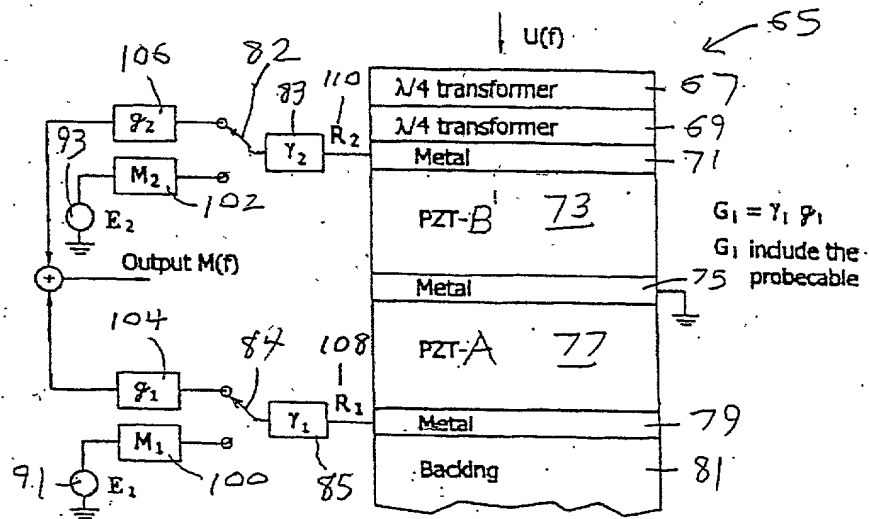 65
U(f)
106
82
110
83
λ/4 transformer
67
g₂
R₂
λ/4 transformer
69
93
γ₂
Metal
71
M₂
102
E₂
PZT-B'
73
G₁ = γ₁ g₁
G₁ include the
probecable
Output M(f)
+
Metal
75
104
84
108
PZT-A
77
g₁
R₁
γ₁
Metal
79
M₁
91
E₁
100
85
Backing
81